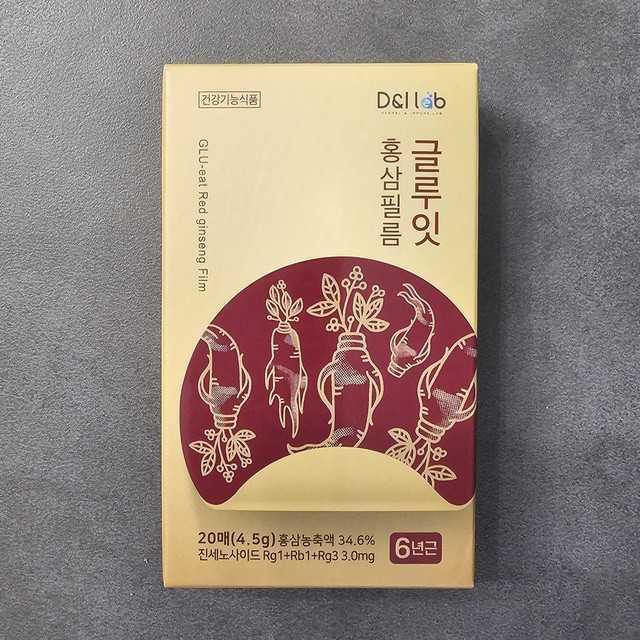 건강기능식품
D&I Lab
DERMAL & IMMUNE LAB
글루잇
홍삼필름
GLU-eat Red ginseng Film
20매(4.5g) 홍삼농축액 34.6%
진세노사이드 Rg1+Rb1+Rg3 3.0mg
6년근